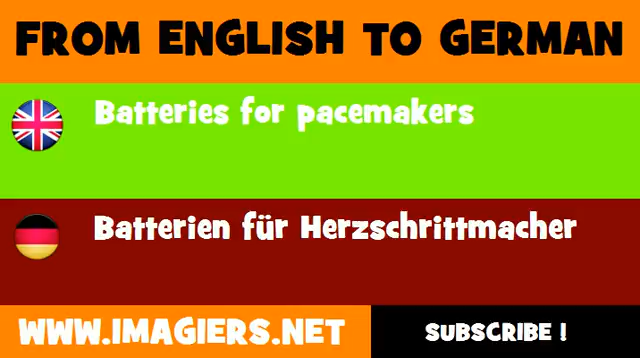 FROM ENGLISH TO GERMAN
Batteries for pacemakers
Batterien für Herzschrittmacher
WWW.IMAGIERS.NET
SUBSCRIBE !